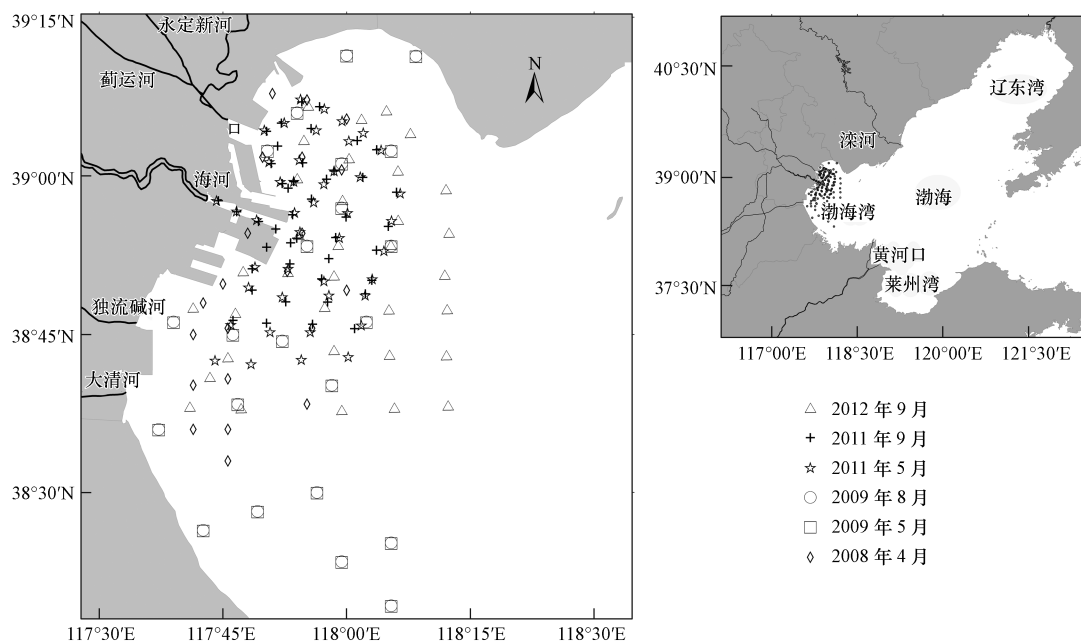 39°15′N
永定新河
蓟运河
N
39°00′N
海河
独流碱河
38°45′N
大清河
38°30′N
117°30′E
117°45′E
118°00′E
118°15′E
118°30′E
40°30′N
辽东湾
滦河
39°00′N
渤海湾
渤海
黄河口
莱州湾
37°30′N
117°00′E
118°30′E
120°00′E
121°30′E
2012 年 9 月
2011 年 9 月
2011 年 5 月
2009 年 8 月
2009 年 5 月
2008 年 4 月